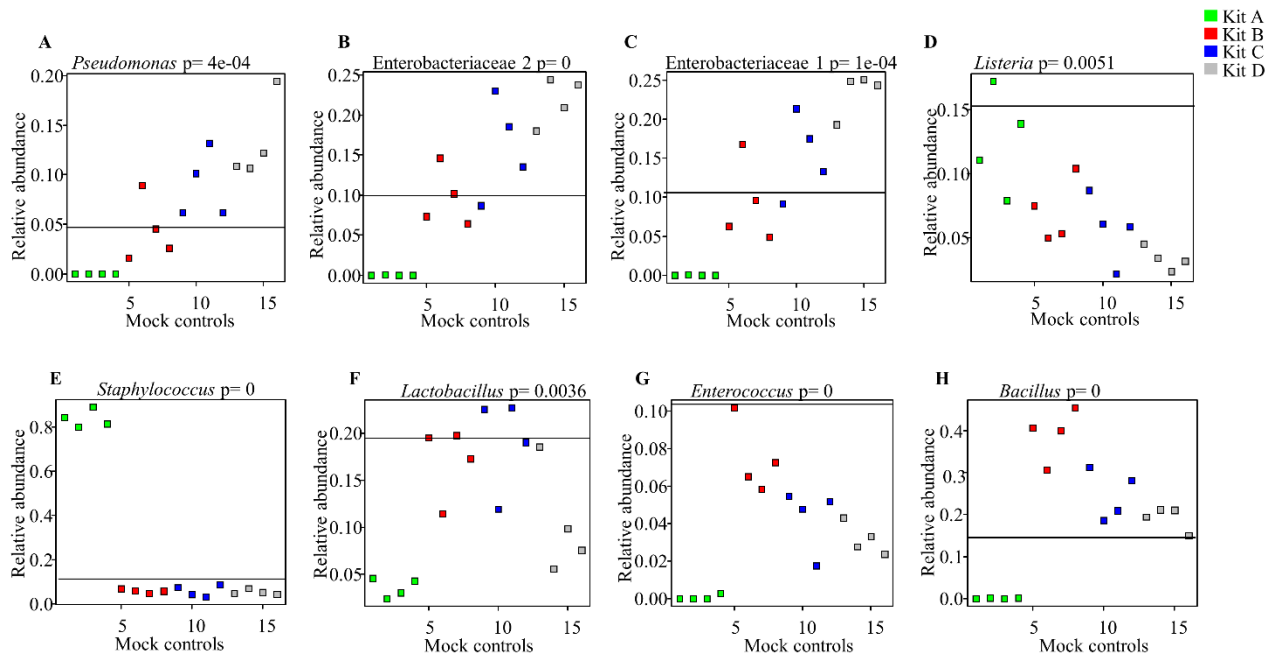 Kit A
Kit B
Kit C
Kit D
A
Pseudomonas p= 4e-04
Relative abundance
0.20
0.15
0.10
0.05
0.00
5 10 15
Mock controls
B
Enterobacteriaceae 2 p= 0
Relative abundance
0.25
0.20
0.15
0.10
0.05
0.00
5 10 15
Mock controls
C
Enterobacteriaceae 1 p= 1e-04
Relative abundance
0.25
0.20
0.15
0.10
0.05
0.00
5 10 15
Mock controls
D
Listeria p= 0.0051
Relative abundance
0.15
0.10
0.05
5 10 15
Mock controls
E
Staphylococcus p= 0
Relative abundance
0.8
0.6
0.4
0.2
0.0
5 10 15
Mock controls
F
Lactobacillus p= 0.0036
Relative abundance
0.20
0.15
0.10
0.05
5 10 15
Mock controls
G
Enterococcus p= 0
Relative abundance
0.10
0.08
0.06
0.04
0.02
0.00
5 10 15
Mock controls
H
Bacillus p= 0
Relative abundance
0.4
0.3
0.2
0.1
0.0
5 10 15
Mock controls